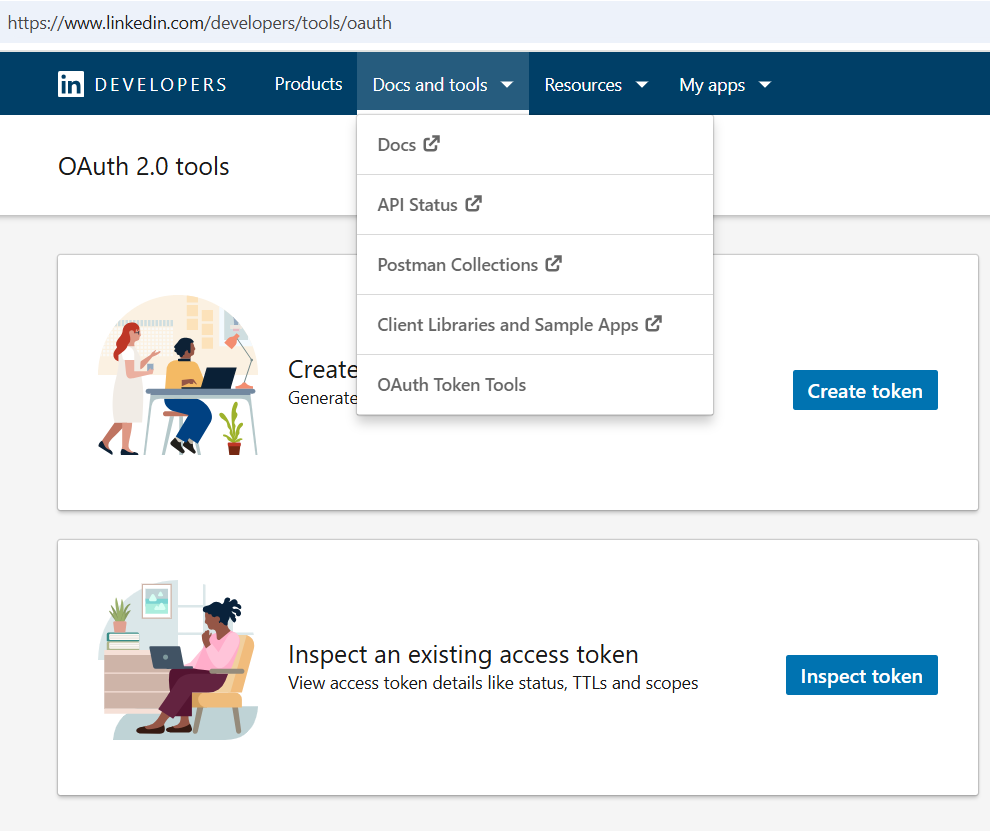 https://www.linkedin.com/developers/tools/oauth
in DEVELOPERS Products Docs and tools Resources My apps
OAuth 2.0 tools
Docs
API Status
Postman Collections
Client Libraries and Sample Apps
OAuth Token Tools
Create
Generate
Create token
Inspect an existing access token
View access token details like status, TTLs and scopes
Inspect token